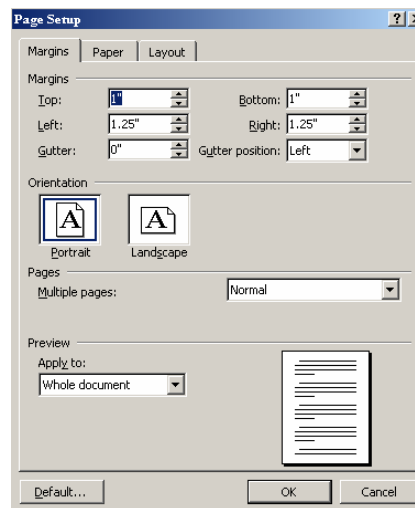 Page Setup
Margins Paper Layout
Margins
Top: 1" Bottom: 1"
Left: 1.25" Right: 1.25"
Gutter: 0" Gutter position: Left
Orientation
A A
Portrait Landscape
Pages
Multiple pages: Normal
Preview
Apply to:
Whole document
Default... OK Cancel